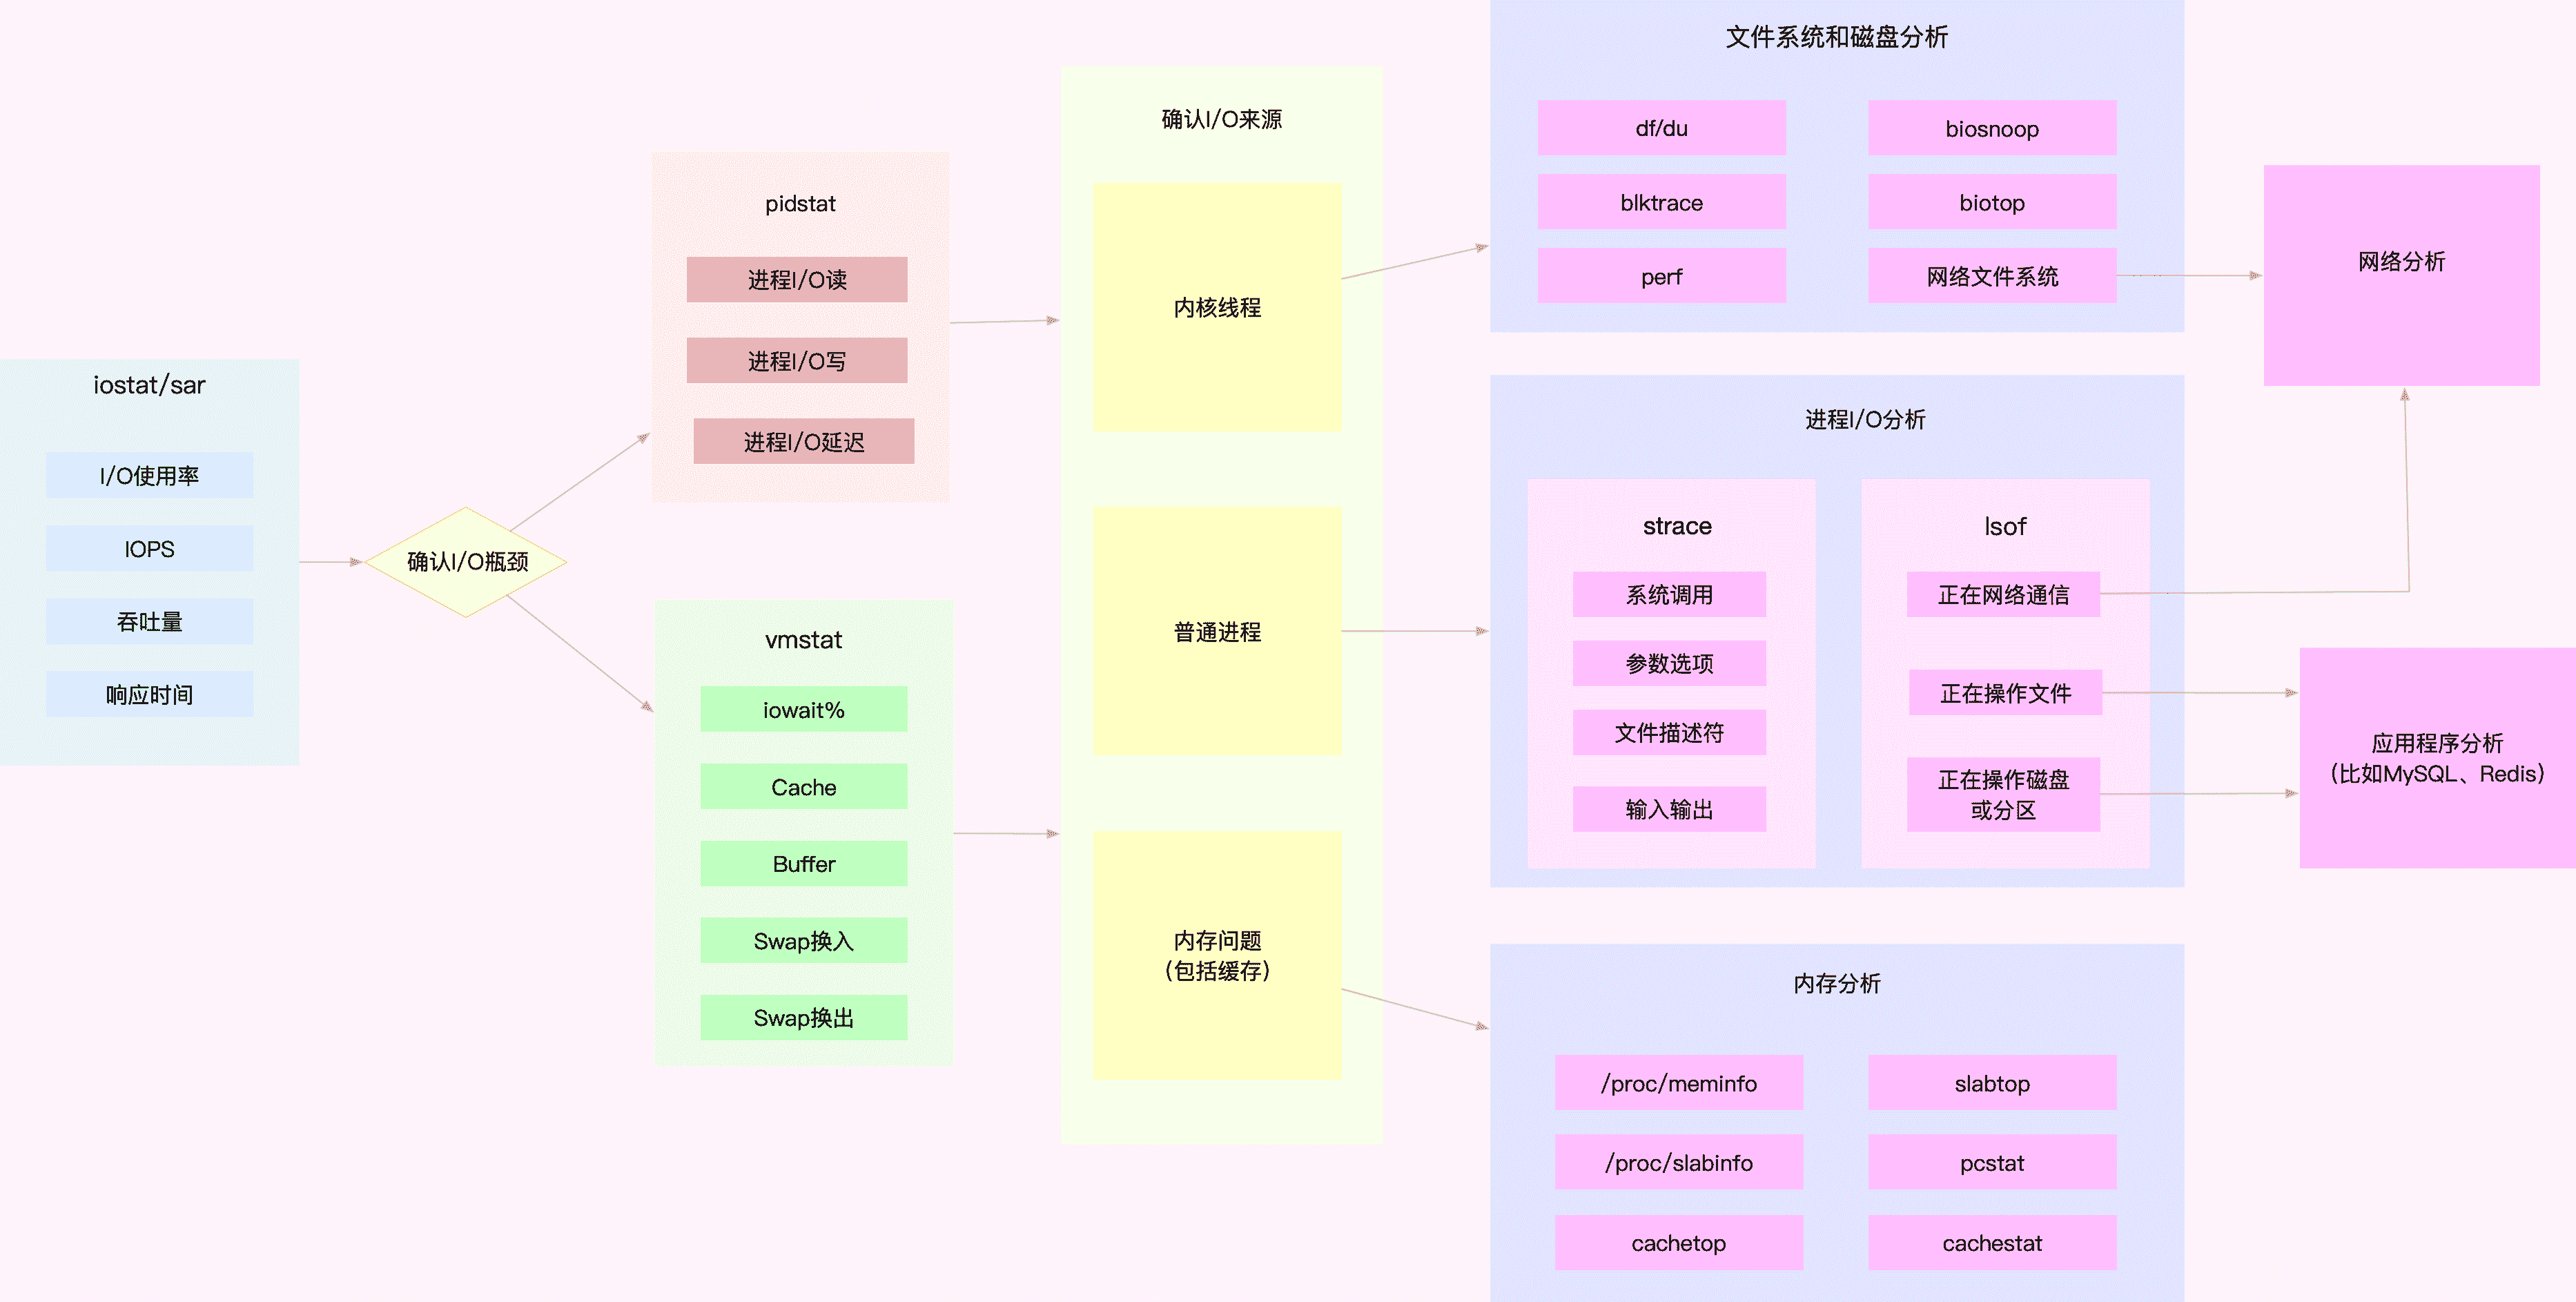 iostat/sar
I/O使用率
IOPS
吞吐量
响应时间
确认I/O瓶颈
pidstat
进程I/O读
进程I/O写
进程I/O延迟
vmstat
iowait%
Cache
Buffer
Swap换入
Swap换出
确认I/O来源
内核线程
普通进程
内存问题
（包括缓存）
文件系统和磁盘分析
df/du
biosnoop
blktrace
biotop
perf
网络文件系统
进程I/O分析
strace
系统调用
参数选项
文件描述符
输入输出
lsof
正在网络通信
正在操作文件
正在操作磁盘
或分区
内存分析
/proc/meminfo
slabtop
/proc/slabinfo
pcstat
cachetop
cachestat
网络分析
应用程序分析
（比如MySQL、Redis）